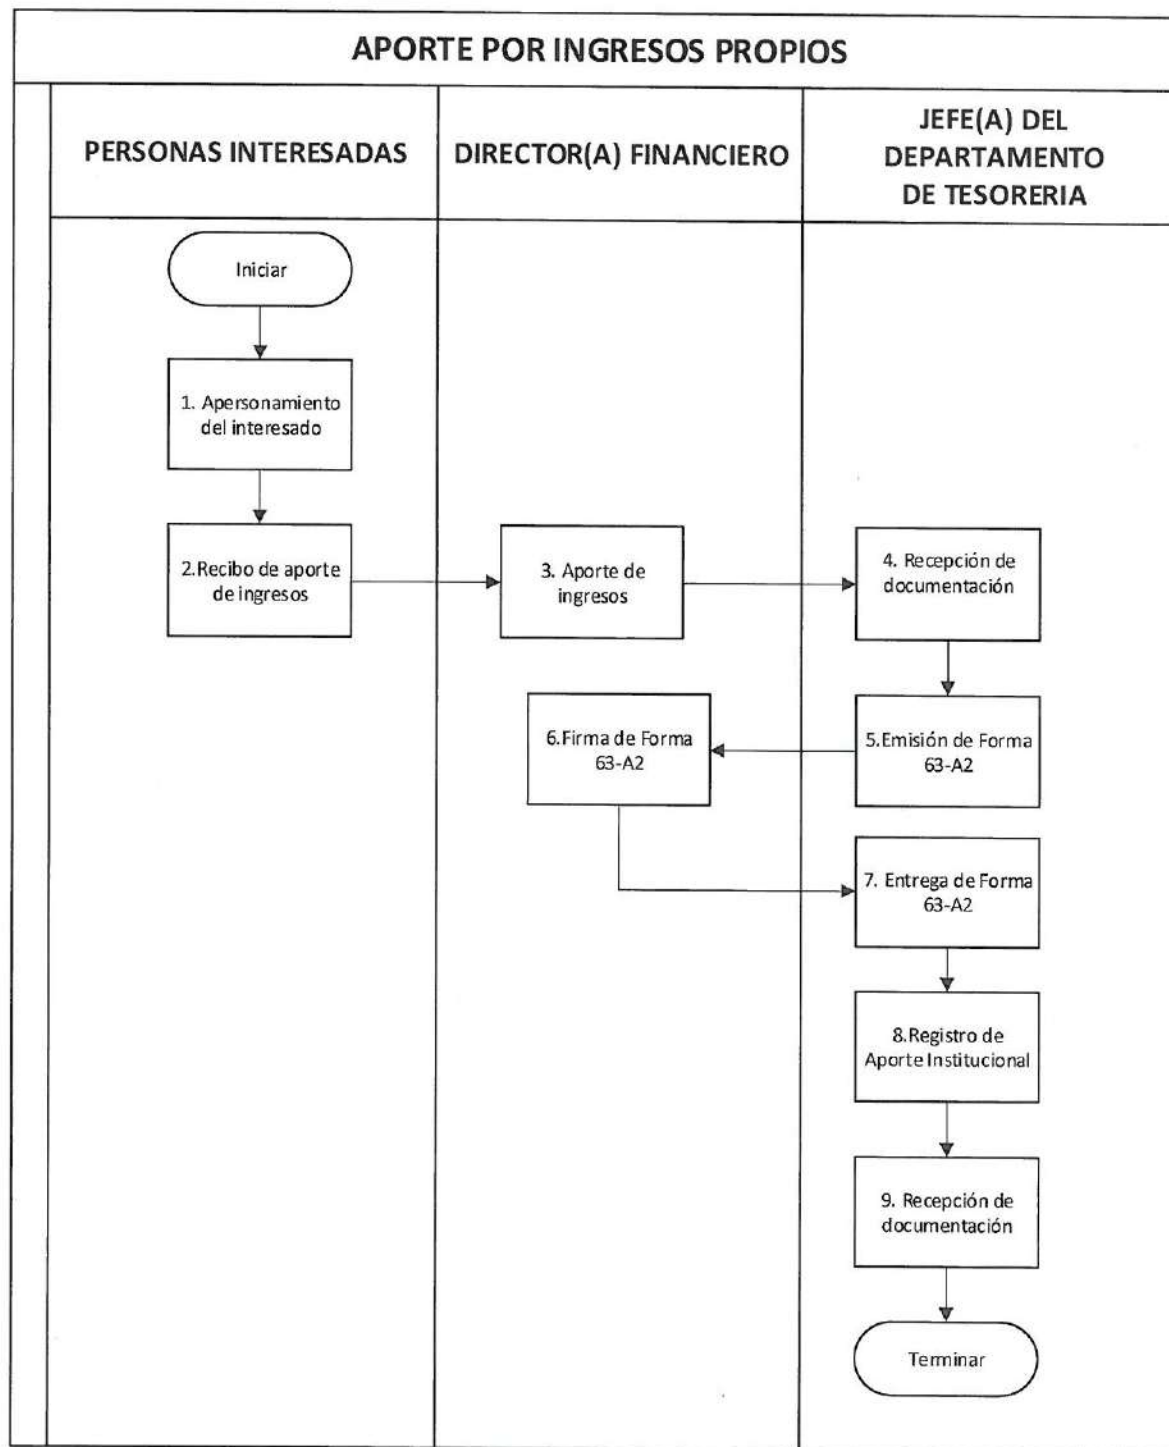 APORTE POR INGRESOS PROPIOS
PERSONAS INTERESADAS
DIRECTOR(A) FINANCIERO
JEFE(A) DEL
DEPARTAMENTO
DE TESORERIA
Iniciar
1. Apersonamiento
del interesado
2.Recibo de aporte
de ingresos
3. Aporte de
ingresos
4. Recepción de
documentación
5.Emisión de Forma
63-A2
6.Firma de Forma
63-A2
7. Entrega de Forma
63-A2
8.Registro de
Aporte Institucional
9. Recepción de
documentación
Terminar